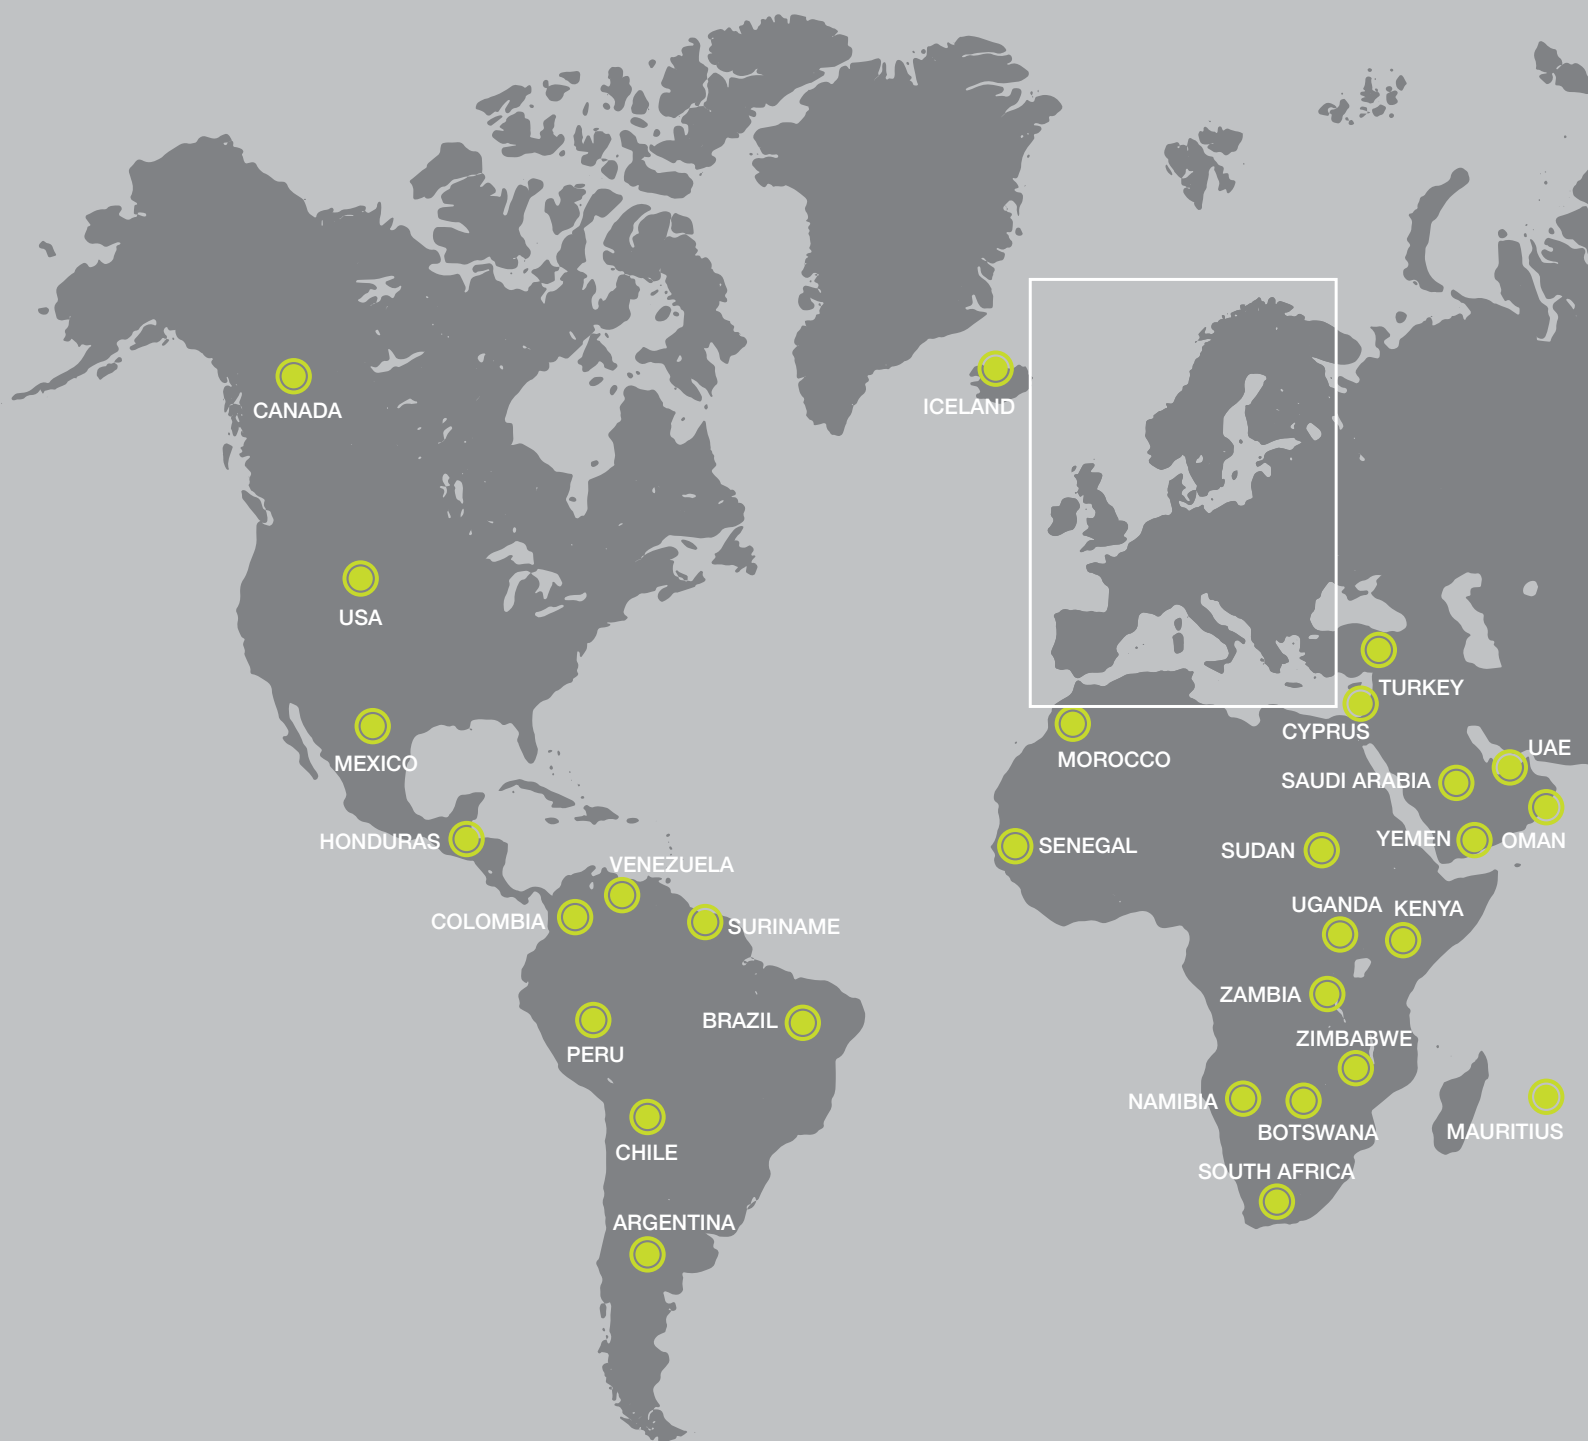 CANADA
ICELAND
USA
TURKEY
CYPRUS
UAE
MEXICO
MOROCCO
SAUDI ARABIA
HONDURAS
SENEGAL
SUDAN
YEMEN
OMAN
VENEZUELA
COLOMBIA
SURINAME
UGANDA
KENYA
ZAMBIA
BRAZIL
ZIMBABWE
PERU
NAMIBIA
BOTSWANA
MAURITIUS
CHILE
SOUTH AFRICA
ARGENTINA